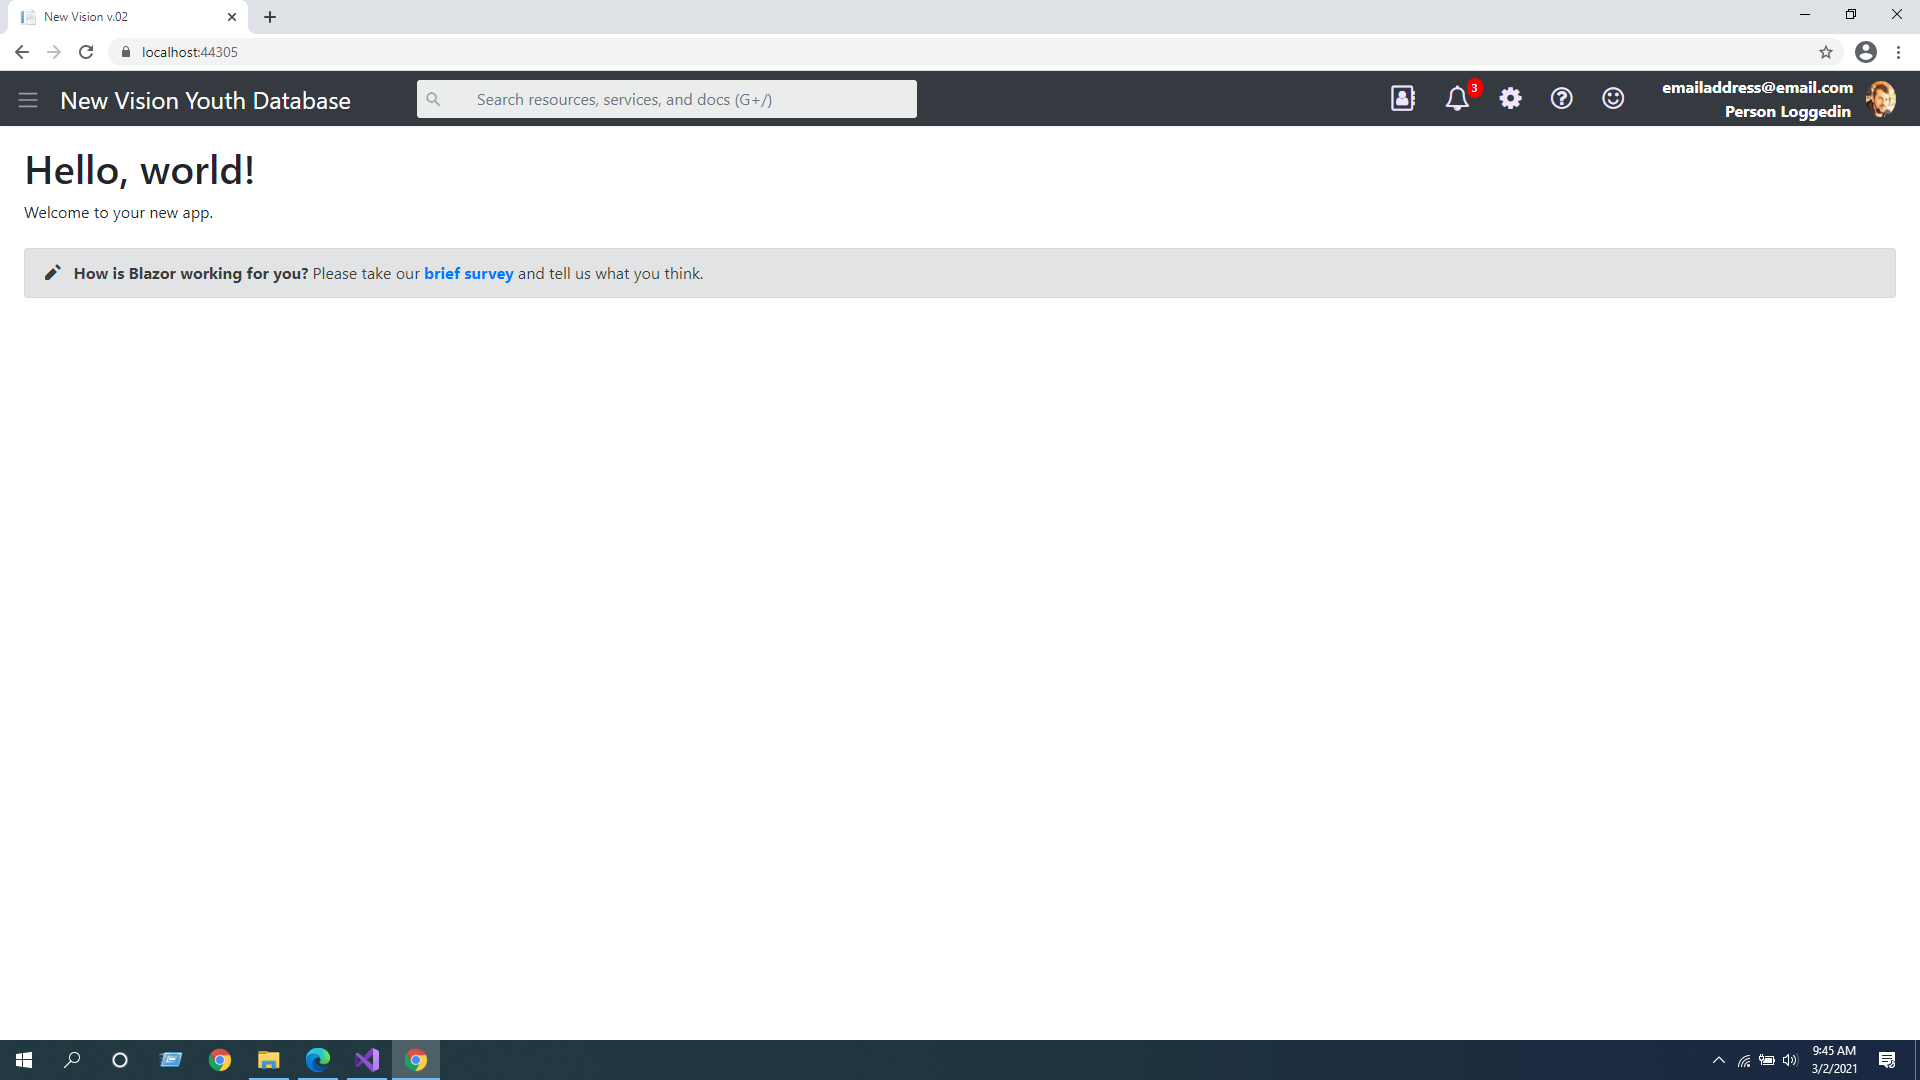 New Vision v.02
localhost:44305
New Vision Youth Database
Search resources, services, and docs (G+/)
3
emailaddress@email.com
Person Loggedin
Hello, world!
Welcome to your new app.
How is Blazor working for you? Please take our brief survey and tell us what you think.
9:45 AM
3/2/2021